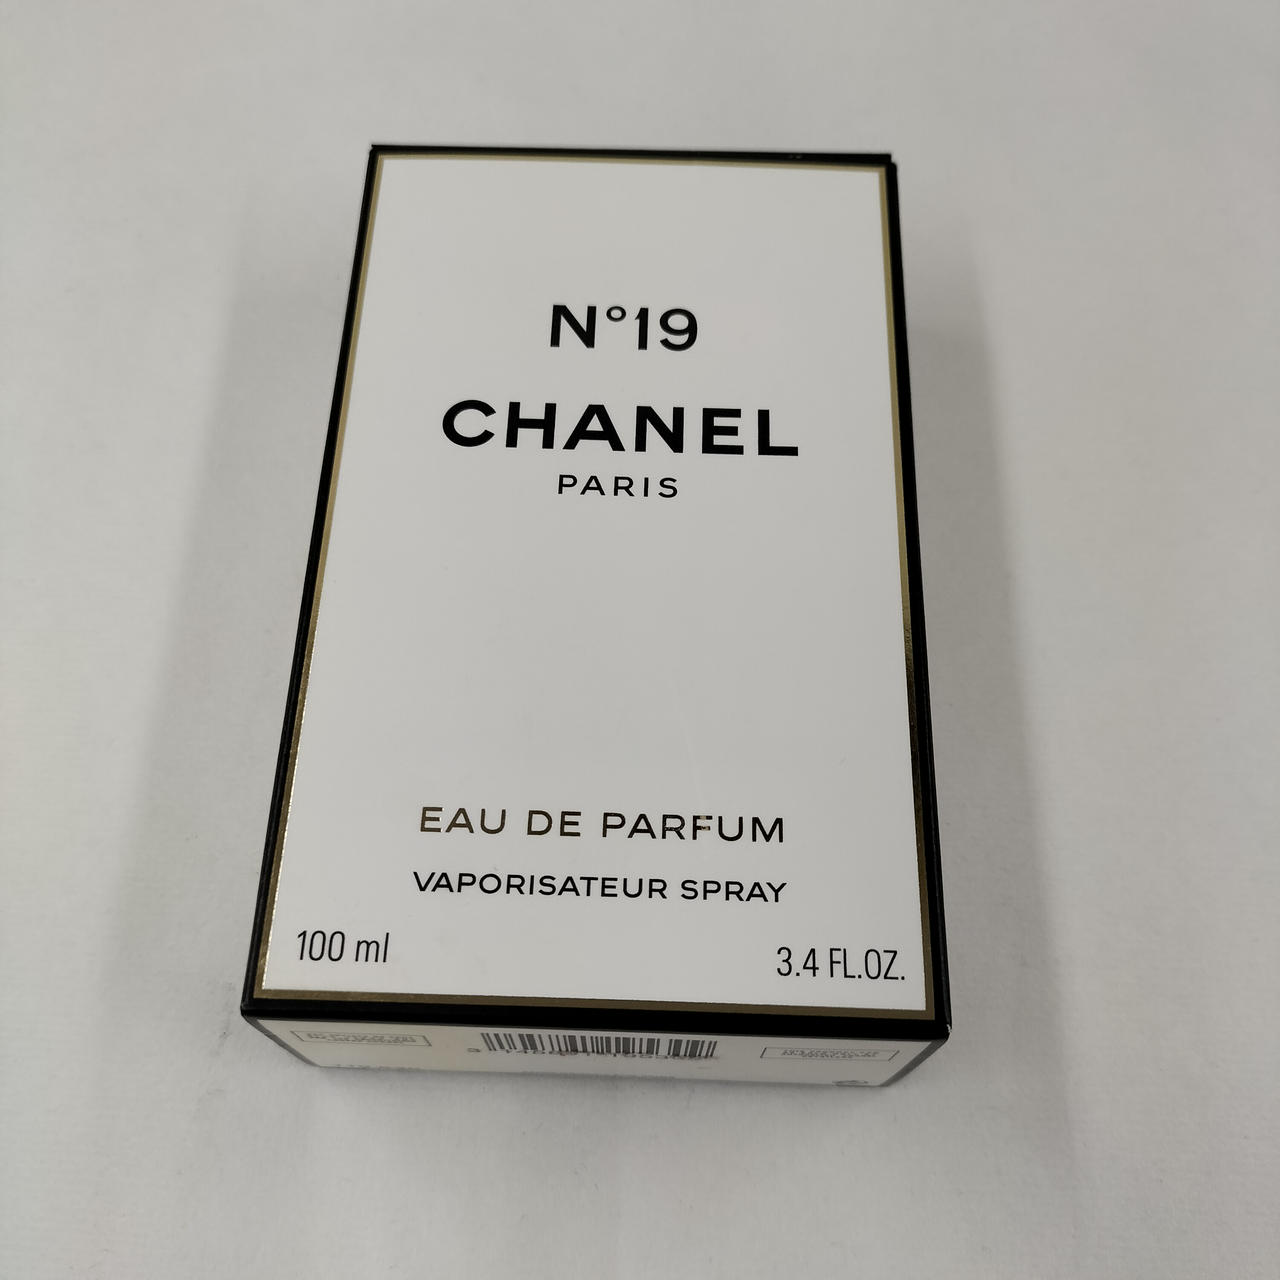 N°19
CHANEL
PARIS
EAU DE PARFUM
VAPORISATEUR SPRAY
100 ml
3.4 FL.OZ.